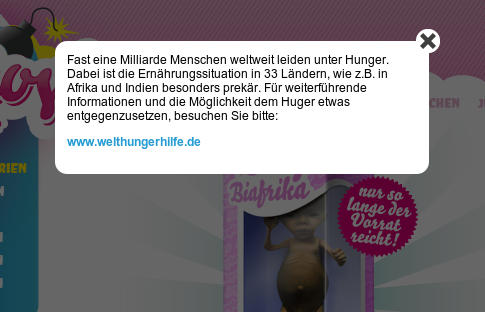 Fast eine Milliarde Menschen weltweit leiden unter Hunger.
Dabei ist die Ernährungssituation in 33 Ländern, wie z.B. in
Afrika und Indien besonders prekär. Für weiterführende
Informationen und die Möglichkeit dem Huger etwas
entgegenzusetzen, besuchen Sie bitte:
www.welthungerhilfe.de
RIEN
CHEN
Biafrika
nur so
lange der
Vorrat
reicht!